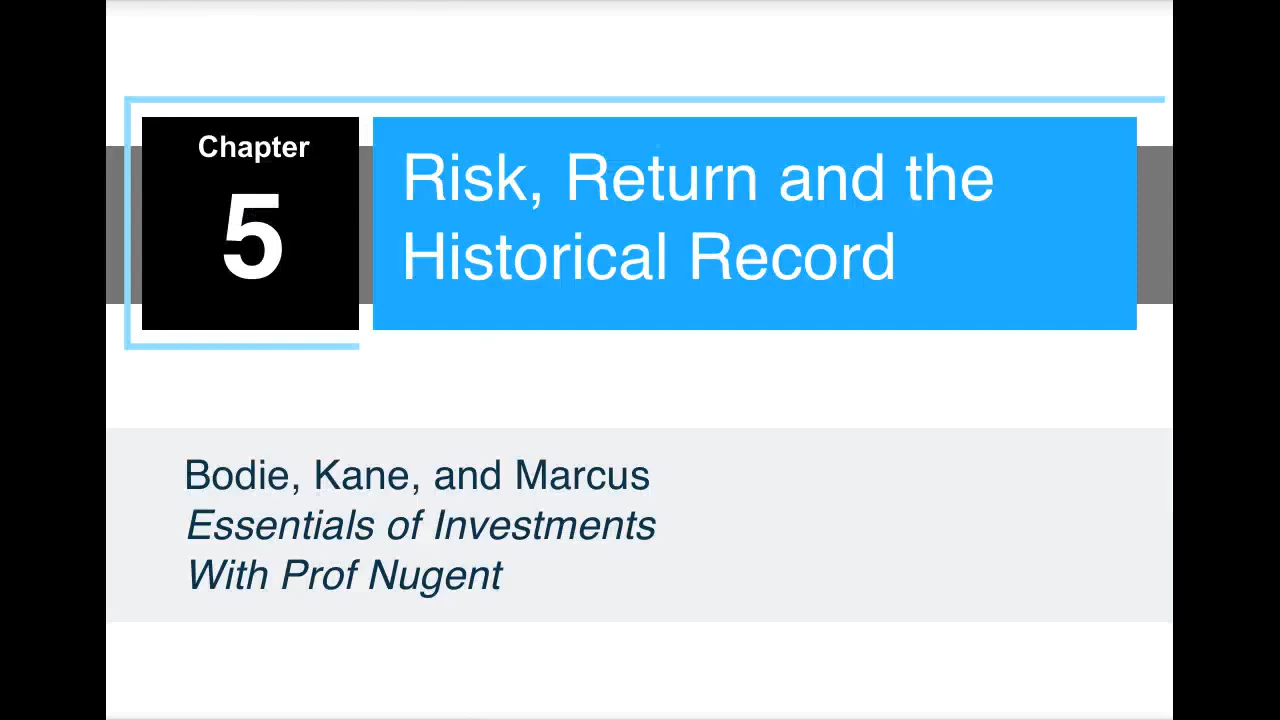 Chapter
5
Risk, Return and the
Historical Record
Bodie, Kane, and Marcus
Essentials of Investments
With Prof Nugent